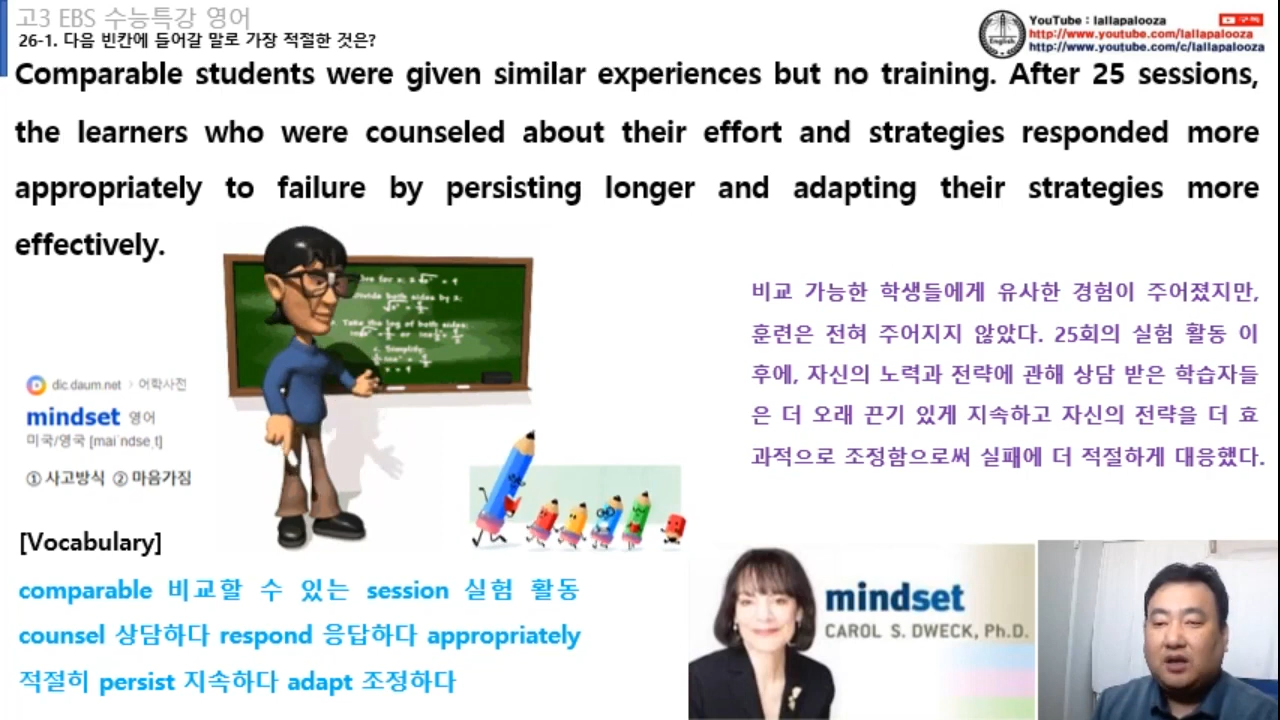 고3 EBS 수능특강 영어
26-1. 다음 빈칸에 들어갈 말로 가장 적절한 것은?
YouTube : lallapalooza
구독
http://www.youtube.com/lallapalooza
http://www.youtube.com/c/lallapalooza
English
Comparable students were given similar experiences but no training. After 25 sessions,
the learners who were counseled about their effort and strategies responded more
appropriately to failure by persisting longer and adapting their strategies more
effectively.
비교 가능한 학생들에게 유사한 경험이 주어졌지만,
훈련은 전혀 주어지지 않았다. 25회의 실험 활동 이
후에, 자신의 노력과 전략에 관해 상담 받은 학습자들
은 더 오래 끈기 있게 지속하고 자신의 전략을 더 효
과적으로 조정함으로써 실패에 더 적절하게 대응했다.
dic.daum.net › 어학사전
mindset 영어
미국/영국 [maiˈndseˌt]
① 사고방식 ② 마음가짐
[Vocabulary]
comparable 비교할 수 있는 session 실험 활동
counsel 상담하다 respond 응답하다 appropriately
적절히 persist 지속하다 adapt 조정하다
mindset
CAROL S. DWECK, Ph.D.